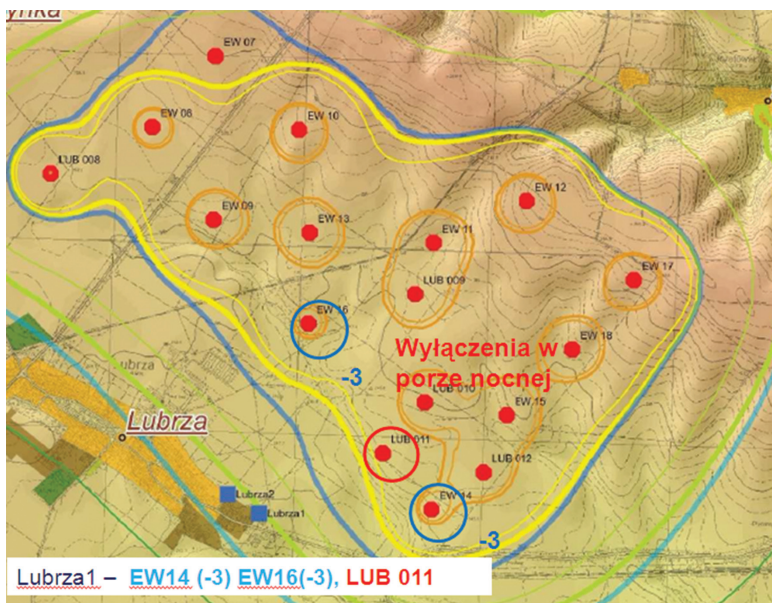 EW 07
EW 08
EW 10
LUB 008
EW 12
EW 09
EW 13
EW 11
EW 17
LUB 009
EW 16
EW 18
Wyłączenia w
porze nocnej
-3
LUB 010
EW 15
Lubrza
Lubrza
LUB 011
LUB 012
Lubrza2
EW 14
Lubrza1
-3
Lubrza1 – EW14 (-3) EW16(-3), LUB 011